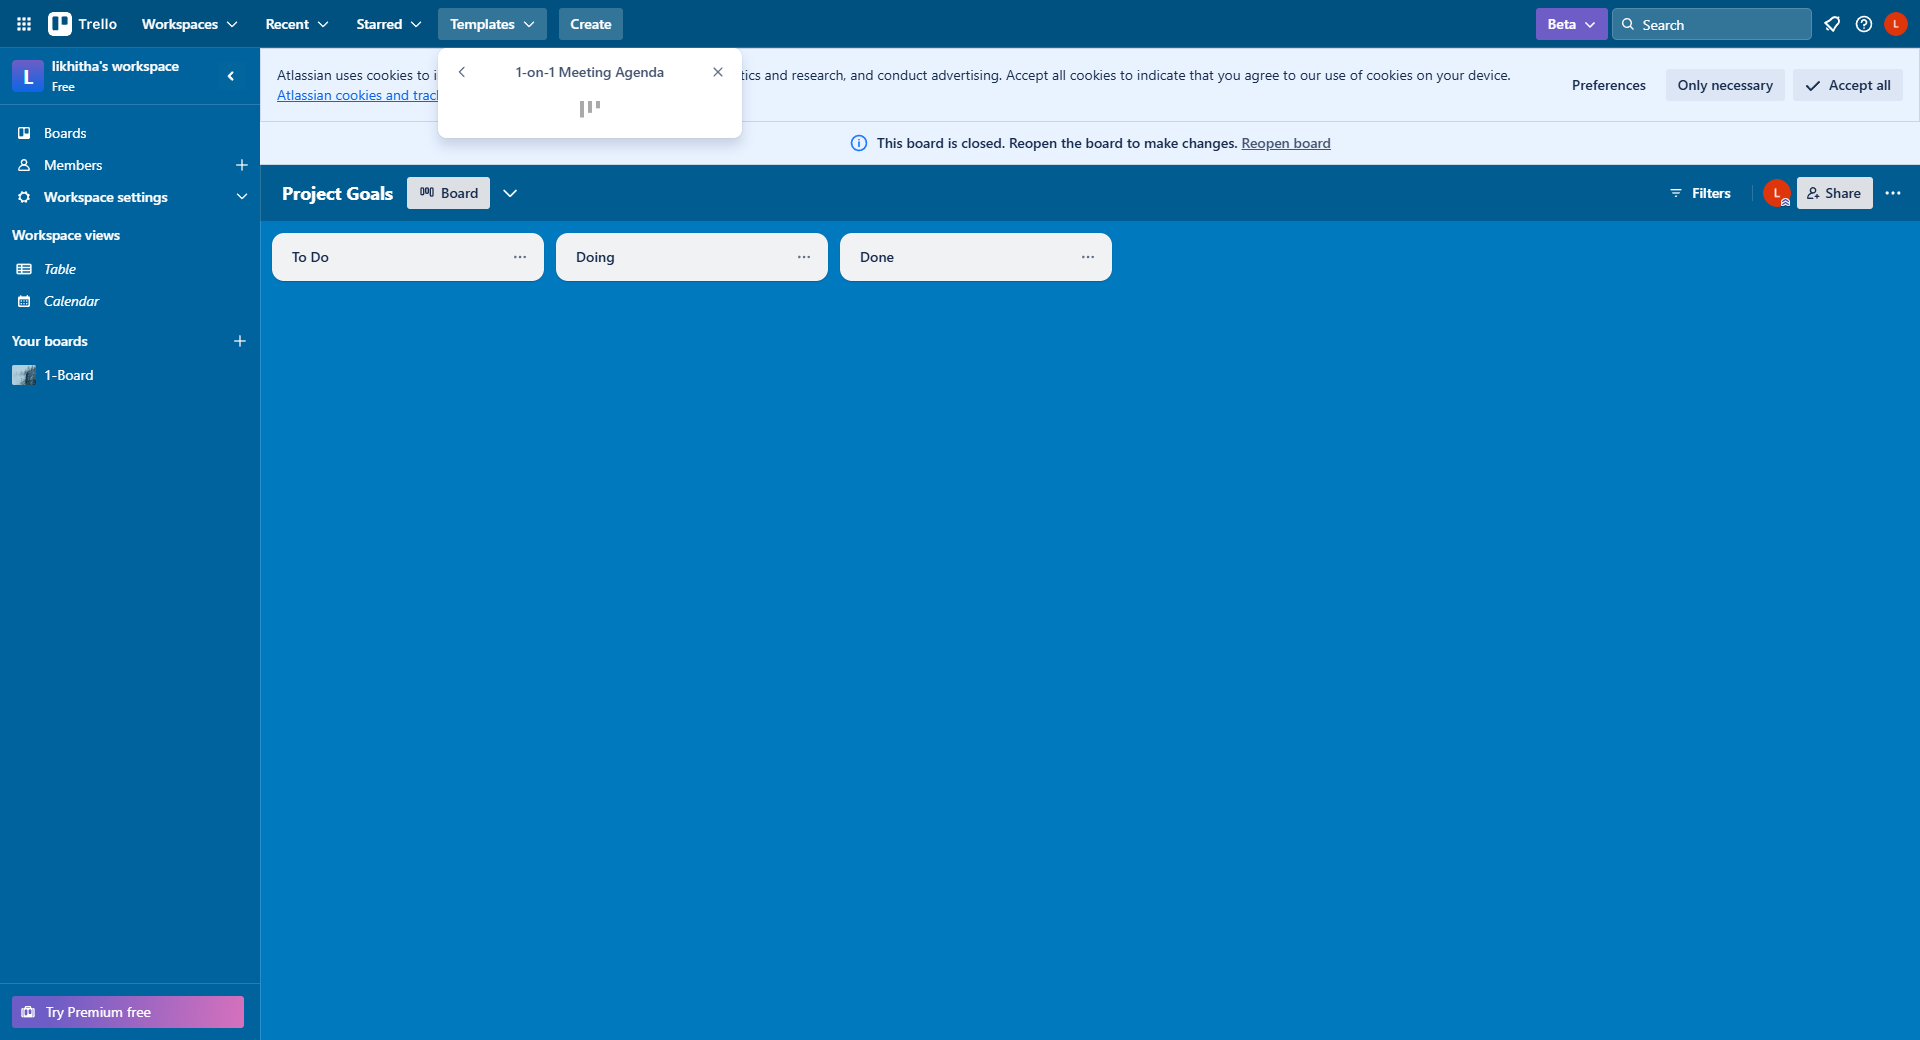 Trello
Workspaces
Recent
Starred
Templates
Create
Beta
Search
L
L
likhitha's workspace
Free
Boards
Members
Workspace settings
Workspace views
Table
Calendar
Your boards
1-Board
Try Premium free
1-on-1 Meeting Agenda
Atlassian uses cookies to i tics and research, and conduct advertising. Accept all cookies to indicate that you agree to our use of cookies on your device.
Atlassian cookies and tracl
Preferences
Only necessary
Accept all
This board is closed. Reopen the board to make changes. Reopen board
Project Goals
Board
Filters
L
Share
To Do
Doing
Done